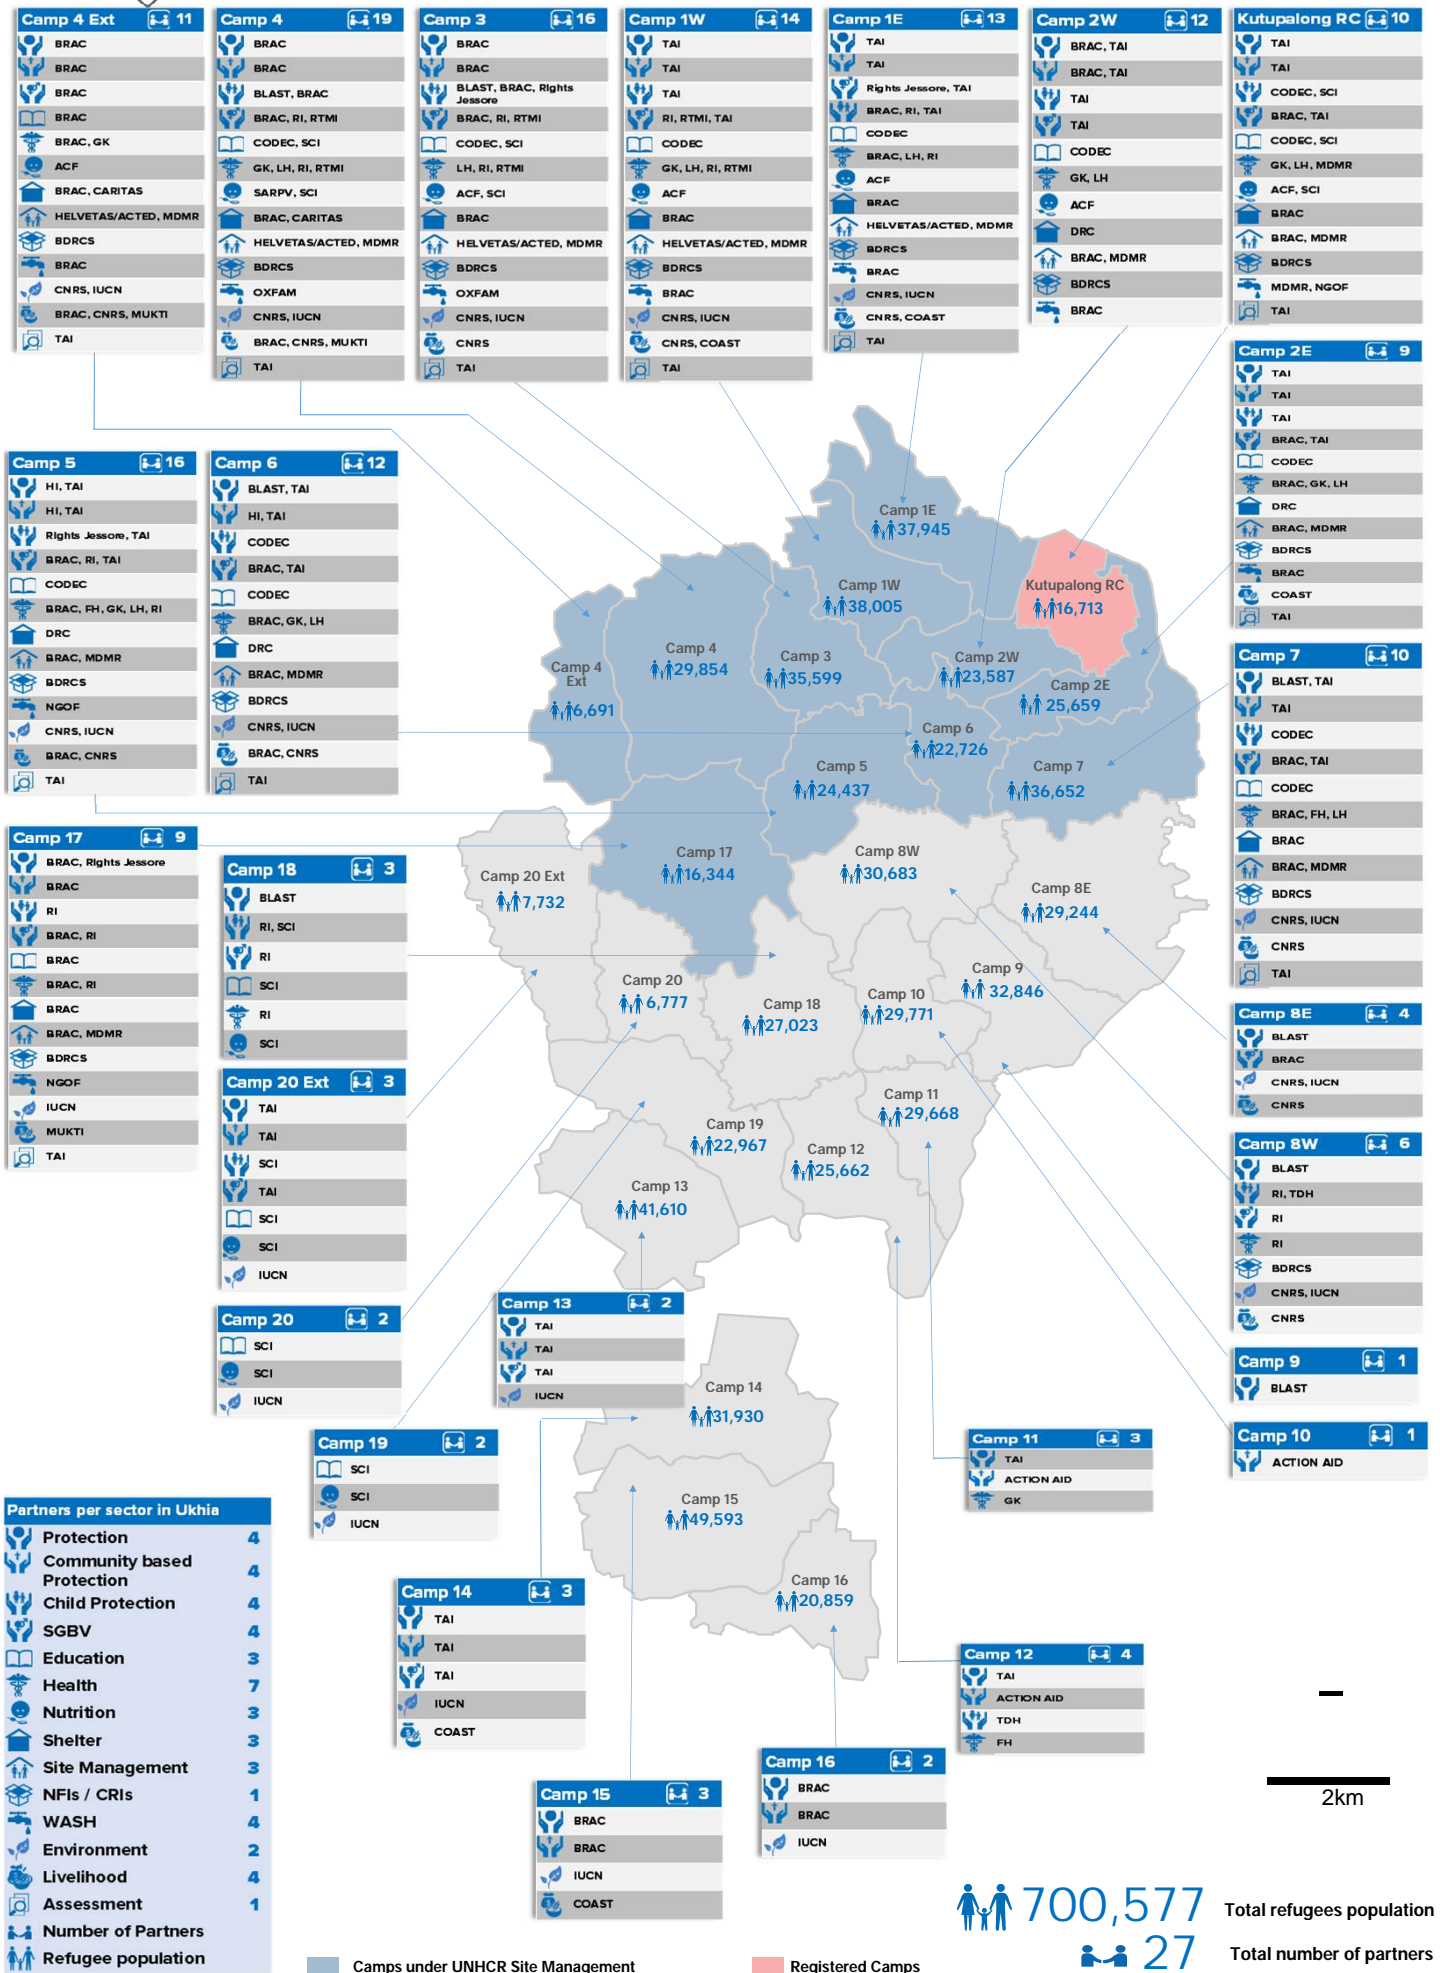 Camp 4 Ext 11
BRAC
BRAC
BRAC
BRAC
BRAC, GK
ACF
BRAC, CARITAS
HELVETAS/ACTED, MDMR
BDRCS
BRAC
CNRS, IUCN
BRAC, CNRS, MUKTI
TAI
Camp 4 19
BRAC
BRAC
BLAST, BRAC
BRAC, RI, RTMI
CODEC, SCI
GK, LH, RI, RTMI
SARPV, SCI
BRAC, CARITAS
HELVETAS/ACTED, MDMR
BDRCS
OXFAM
CNRS, IUCN
BRAC, CNRS, MUKTI
TAI
Camp 3 16
BRAC
BRAC
BLAST, BRAC, Rights
Jessore
BRAC, RI, RTMI
CODEC, SCI
LH, RI, RTMI
ACF, SCI
BRAC
HELVETAS/ACTED, MDMR
BDRCS
OXFAM
CNRS, IUCN
CNRS
TAI
Camp 1W 14
TAI
TAI
TAI
RI, RTMI, TAI
CODEC
GK, LH, RI, RTMI
ACF
BRAC
HELVETAS/ACTED, MDMR
BDRCS
BRAC
CNRS, IUCN
CNRS, COAST
TAI
Camp 1E 13
TAI
TAI
Rights Jessore, TAI
BRAC, RI, TAI
CODEC
BRAC, LH, RI
ACF
BRAC
HELVETAS/ACTED, MDMR
BDRCS
BRAC
CNRS, IUCN
CNRS, COAST
TAI
Camp 2W 12
BRAC, TAI
BRAC, TAI
TAI
TAI
CODEC
GK, LH
ACF
DRC
BRAC, MDMR
BDRCS
BRAC
Kutupalong RC 10
TAI
TAI
CODEC, SCI
BRAC, TAI
CODEC, SCI
GK, LH, MDMR
ACF, SCI
BRAC
BRAC, MDMR
BDRCS
MDMR, NGOF
TAI
Camp 2E 9
TAI
TAI
TAI
BRAC, TAI
CODEC
BRAC, GK, LH
DRC
BRAC, MDMR
BDRCS
BRAC
COAST
TAI
Camp 5 16
HI, TAI
HI, TAI
Rights Jessore, TAI
BRAC, RI, TAI
CODEC
BRAC, FH, GK, LH, RI
DRC
BRAC, MDMR
BDRCS
NGOF
CNRS, IUCN
BRAC, CNRS
TAI
Camp 6 12
BLAST, TAI
HI, TAI
CODEC
BRAC, TAI
CODEC
BRAC, GK, LH
DRC
BRAC, MDMR
BDRCS
CNRS, IUCN
BRAC, CNRS
TAI
Camp 7 10
BLAST, TAI
TAI
CODEC
BRAC, TAI
CODEC
BRAC, FH, LH
BRAC
BRAC, MDMR
BDRCS
CNRS, IUCN
CNRS
TAI
Camp 17 9
BRAC, Rights Jessore
BRAC
RI
BRAC, RI
BRAC
BRAC, RI
BRAC
BRAC, MDMR
BDRCS
NGOF
IUCN
MUKTI
TAI
Camp 18 3
BLAST
RI, SCI
RI
SCI
RI
SCI
Camp 20 Ext 3
TAI
TAI
SCI
TAI
SCI
SCI
IUCN
Camp 20 2
SCI
SCI
IUCN
Camp 19 2
SCI
SCI
IUCN
Camp 13 2
TAI
TAI
TAI
IUCN
Camp 14 3
TAI
TAI
TAI
IUCN
COAST
Camp 15 3
BRAC
BRAC
IUCN
COAST
Camp 16 2
BRAC
BRAC
IUCN
Camp 12 4
TAI
ACTION AID
TDH
FH
Camp 11 3
TAI
ACTION AID
GK
Camp 10 1
ACTION AID
Camp 9 1
BLAST
Camp 8W 6
BLAST
RI, TDH
RI
RI
BDRCS
CNRS, IUCN
CNRS
Camp 8E 4
BLAST
BRAC
CNRS, IUCN
CNRS
Camp 1E
37,945
Camp 1W
38,005
Kutupalong RC
16,713
Camp 4
29,854
Camp 3
35,599
Camp 2W
23,587
Camp 4
Ext
6,691
Camp 2E
25,659
Camp 6
22,726
Camp 5
24,437
Camp 7
36,652
Camp 17
16,344
Camp 8W
30,683
Camp 20 Ext
7,732
Camp 8E
29,244
Camp 20
6,777
Camp 18
27,023
Camp 10
29,771
Camp 9
32,846
Camp 11
29,668
Camp 19
22,967
Camp 12
25,662
Camp 13
41,610
Camp 14
31,930
Camp 15
49,593
Camp 16
20,859
Partners per sector in Ukhia
Protection 4
Community based
Protection 4
Child Protection 4
SGBV 4
Education 3
Health 7
Nutrition 3
Shelter 3
Site Management 3
NFIs / CRIs 1
WASH 4
Environment 2
Livelihood 4
Assessment 1
Number of Partners
Refugee population
2km
700,577 Total refugees population
27 Total number of partners
Camps under UNHCR Site Management
Registered Camps